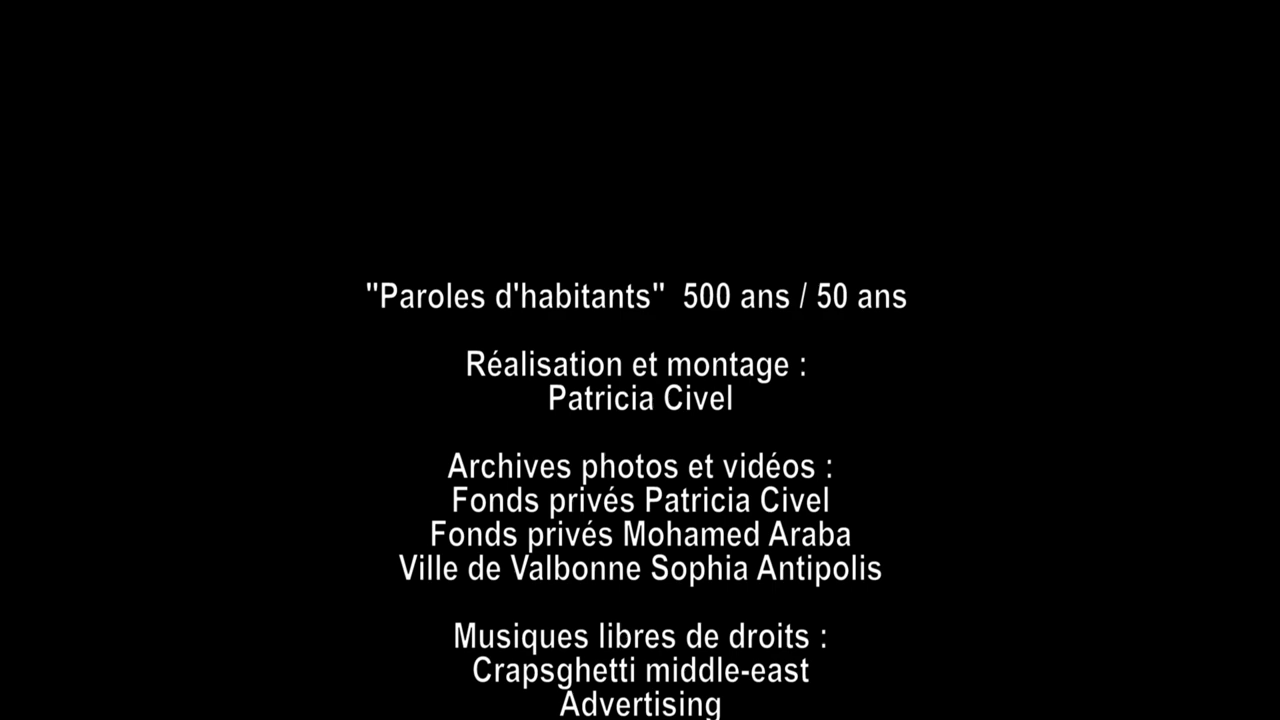 "Paroles d'habitants"  500 ans / 50 ans
Réalisation et montage :
Patricia Civel
Archives photos et vidéos :
Fonds privés Patricia Civel
Fonds privés Mohamed Araba
Ville de Valbonne Sophia Antipolis
Musiques libres de droits :
Crapsghetti middle-east
Advertising